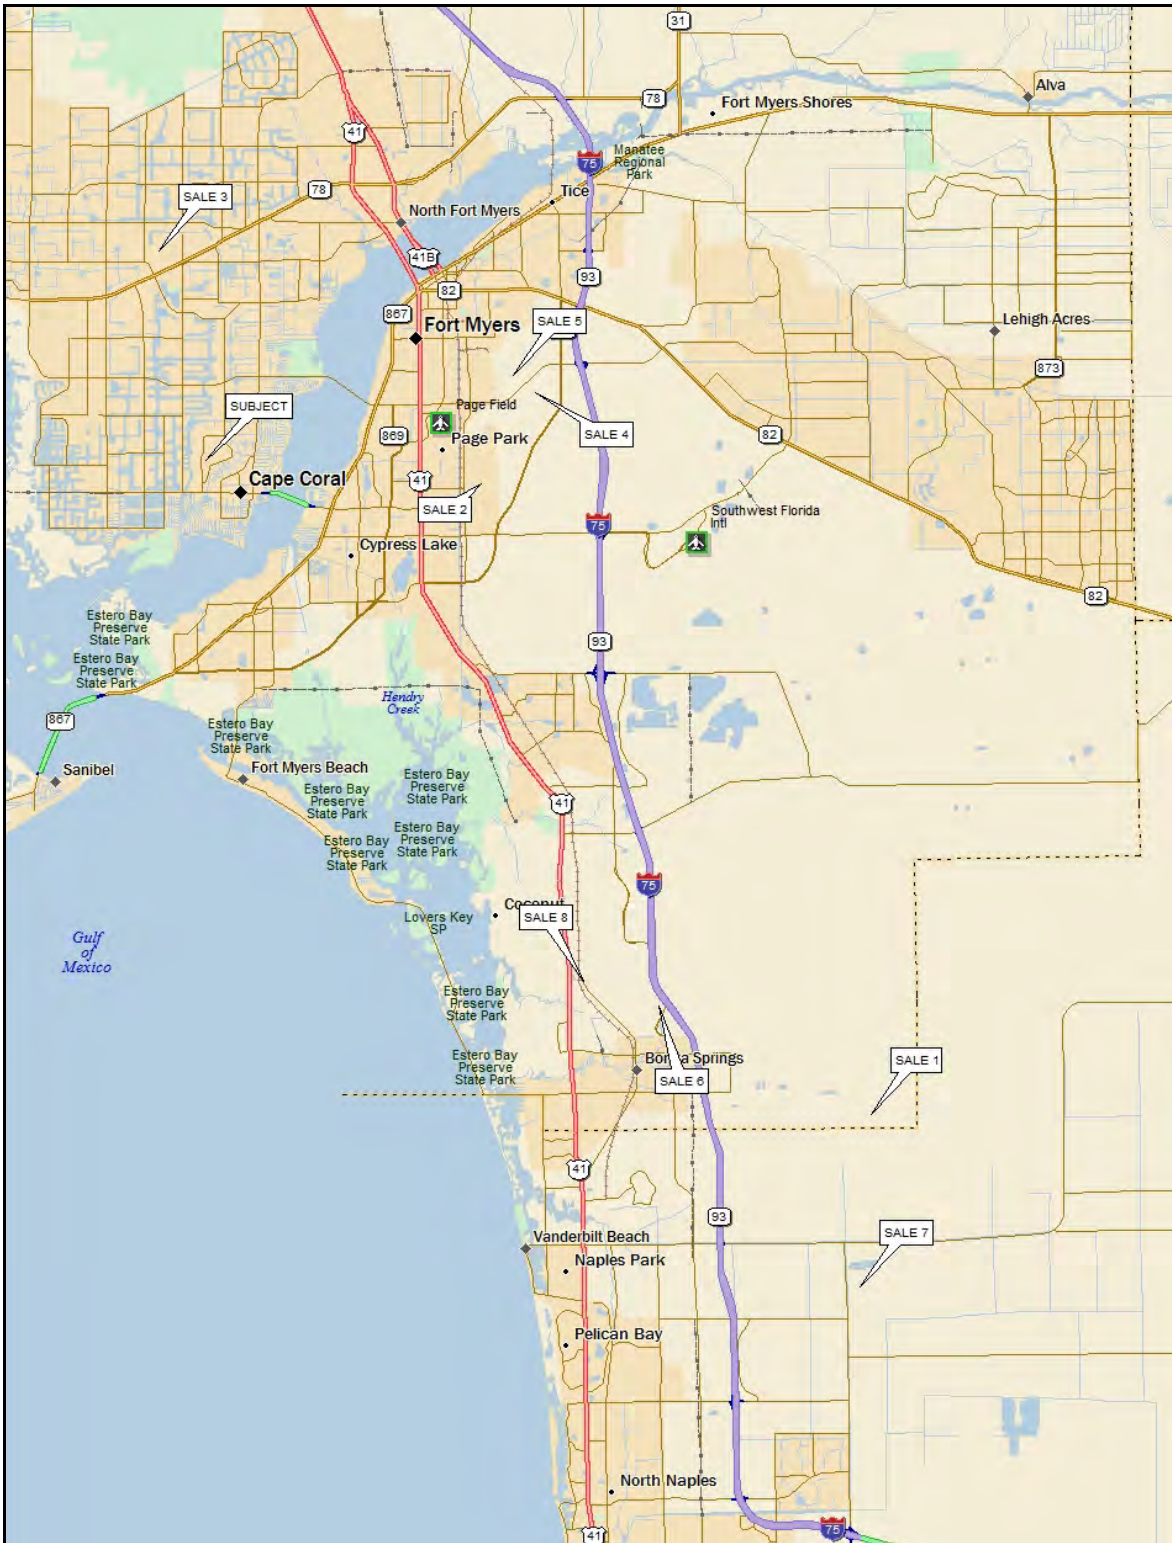 31
Alva
78
Fort Myers Shores
41
75
Manatee
Regional
Park
78
SALE 3
Tice
North Fort Myers
41B
93
82
867
Fort Myers
SALE 5
Lehigh Acres
873
SUBJECT
Page Field
869
Page Park
SALE 4
82
Cape Coral
41
SALE 2
Southwest Florida
Intl
75
Cypress Lake
82
Estero Bay
Preserve
State Park
93
Estero Bay
Preserve
State Park
Hendry
Creek
867
Estero Bay
Preserve
State Park
Sanibel
Fort Myers Beach
Estero Bay
Preserve
State Park
Estero Bay
Preserve
State Park
41
Estero Bay
Preserve
State Park
Estero Bay
Preserve
State Park
75
Coconut
SALE 8
Lovers Key
SP
Gulf
of
Mexico
Estero Bay
Preserve
State Park
Estero Bay
Preserve
State Park
Bonita Springs
SALE 1
SALE 6
41
93
Vanderbilt Beach
SALE 7
Naples Park
Pelican Bay
North Naples
75
41